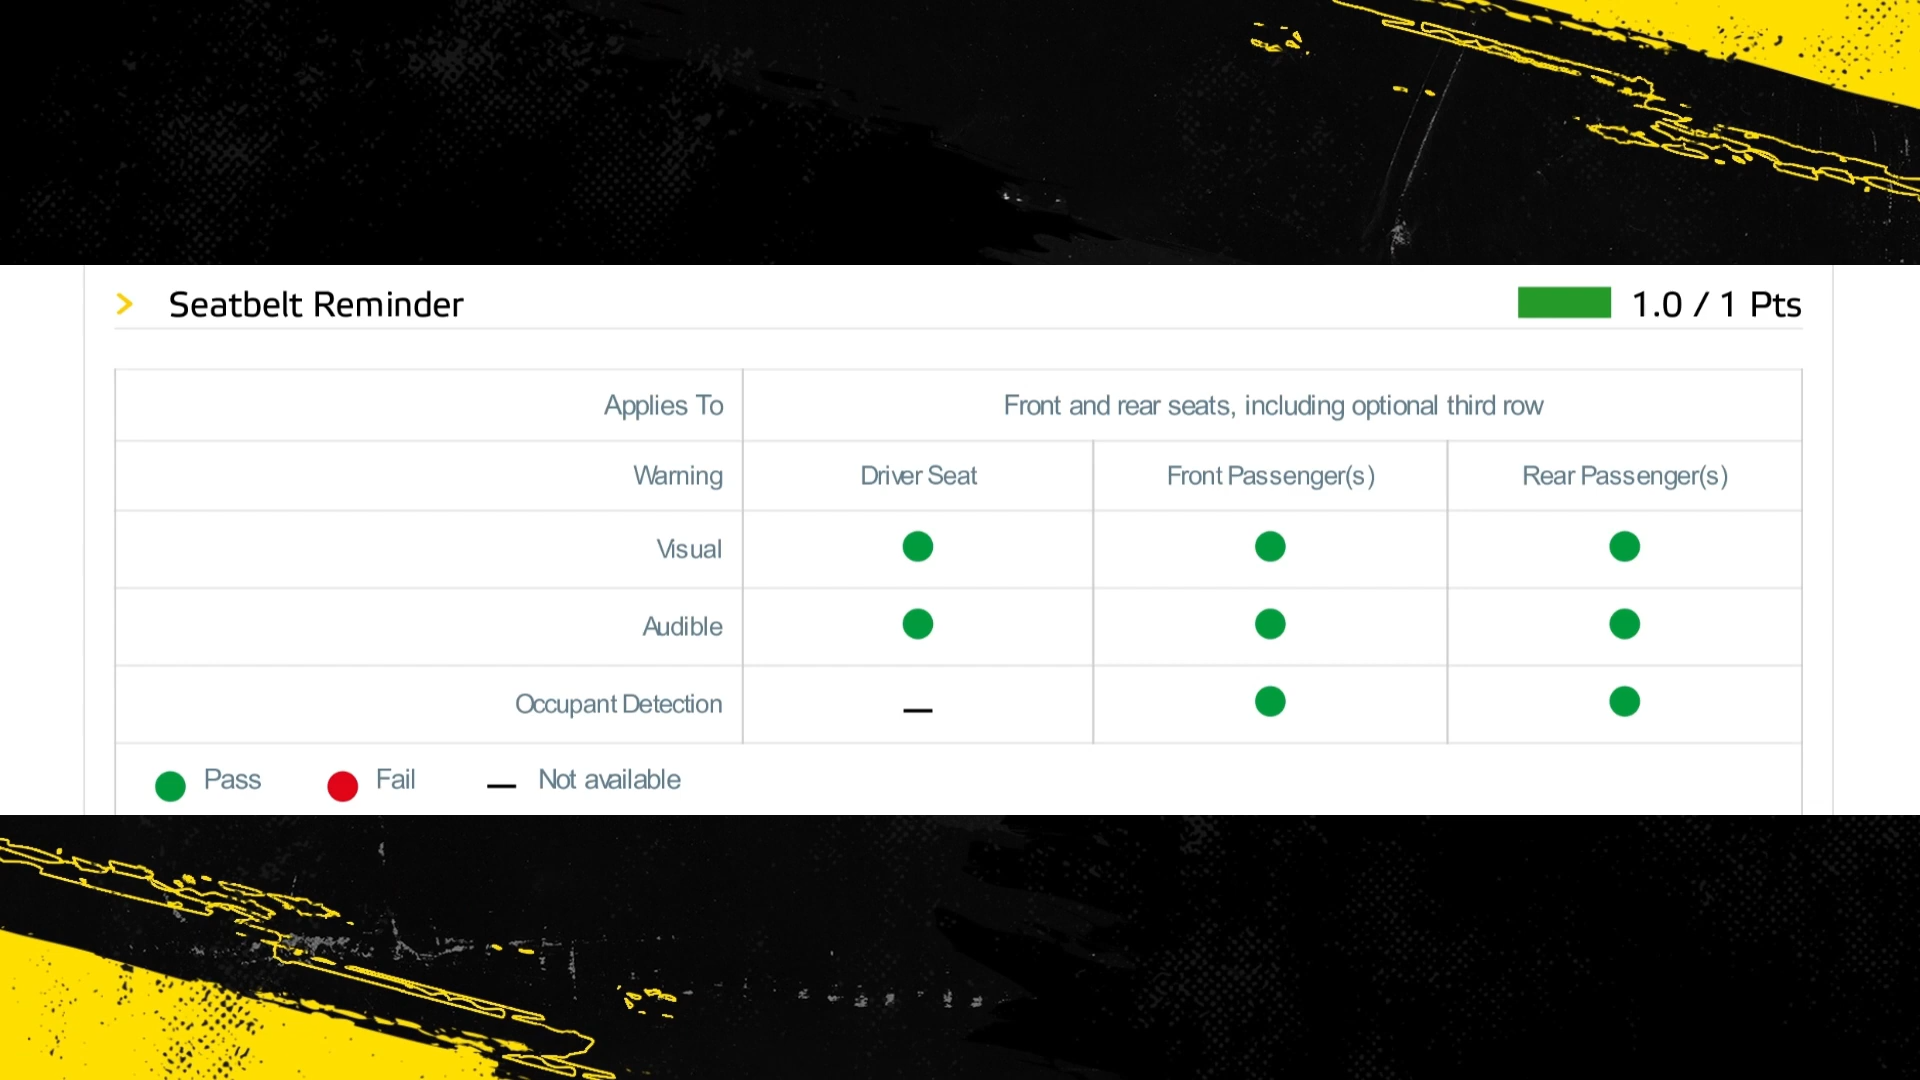 Seatbelt Reminder
1.0 / 1 Pts
Applies To
Front and rear seats, including optional third row
Warning
Driver Seat
Front Passenger(s)
Rear Passenger(s)
Visual
Audible
Occupant Detection
Pass
Fail
Not available